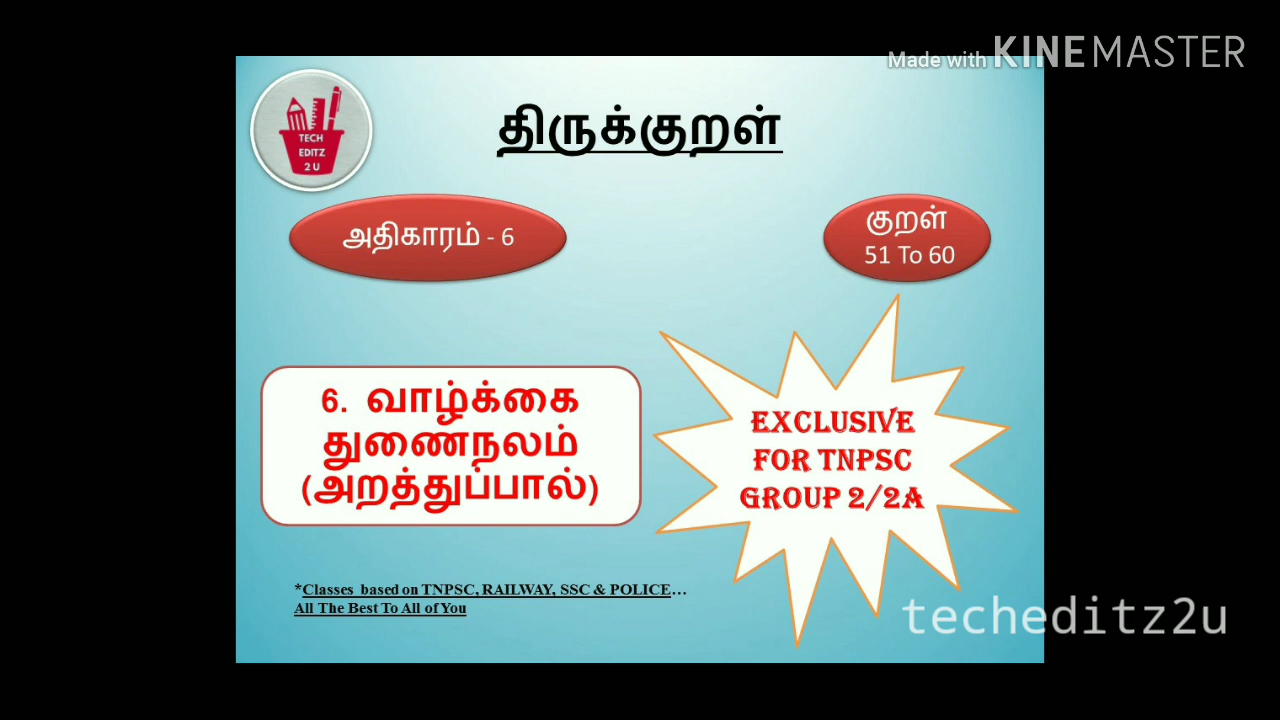 Made with KINEMASTER
TECH
EDITZ
2 U
திருக்குறள்
அதிகாரம் - 6
குறள்
51 To 60
6. வாழ்க்கை
துணைநலம்
(அறத்துப்பால்)
EXCLUSIVE
FOR TNPSC
GROUP 2/2A
*Classes based on TNPSC, RAILWAY, SSC & POLICE…
All The Best To All of You
techeditz2u